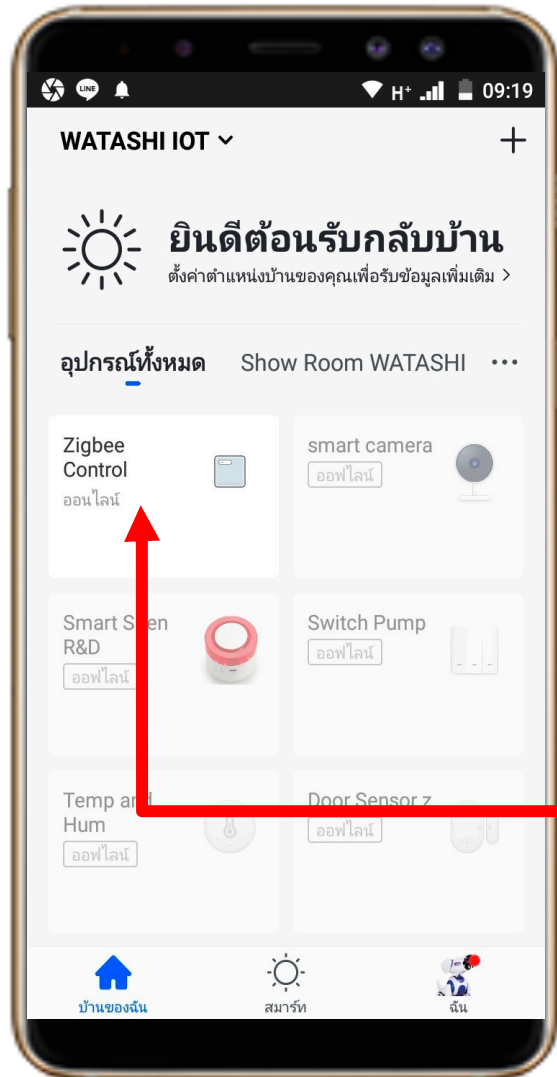 LINE
H+ 09:19
WATASHI IOT
ยินดีต้อนรับกลับบ้าน
ตั้งค่าตำแหน่งบ้านของคุณเพื่อรับข้อมูลเพิ่มเติม >
อุปกรณ์ทั้งหมด Show Room WATASHI ...
Zigbee
Control
ออนไลน์
smart camera
ออฟไลน์
Smart S en
R&D
ออฟไลน์
Switch Pump
ออฟไลน์
Temp and
Hum
ออฟไลน์
Door Sensor z
ออฟไลน์
บ้านของฉัน สมาร์ท ฉัน